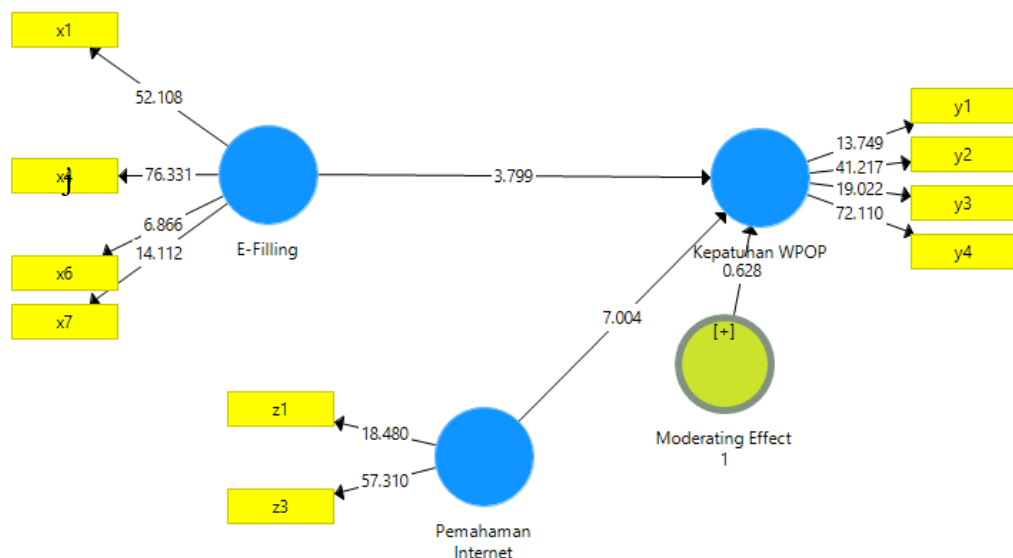 x1
52.108
76.331
6.866
14.112
x6
x7
E-Filling
3.799
Kepatuhan WPOP
0.628
13.749
41.217
19.022
72.110
y1
y2
y3
y4
7.004
[+]
Moderating Effect
1
z1
18.480
57.310
z3
Pemahaman
Internet